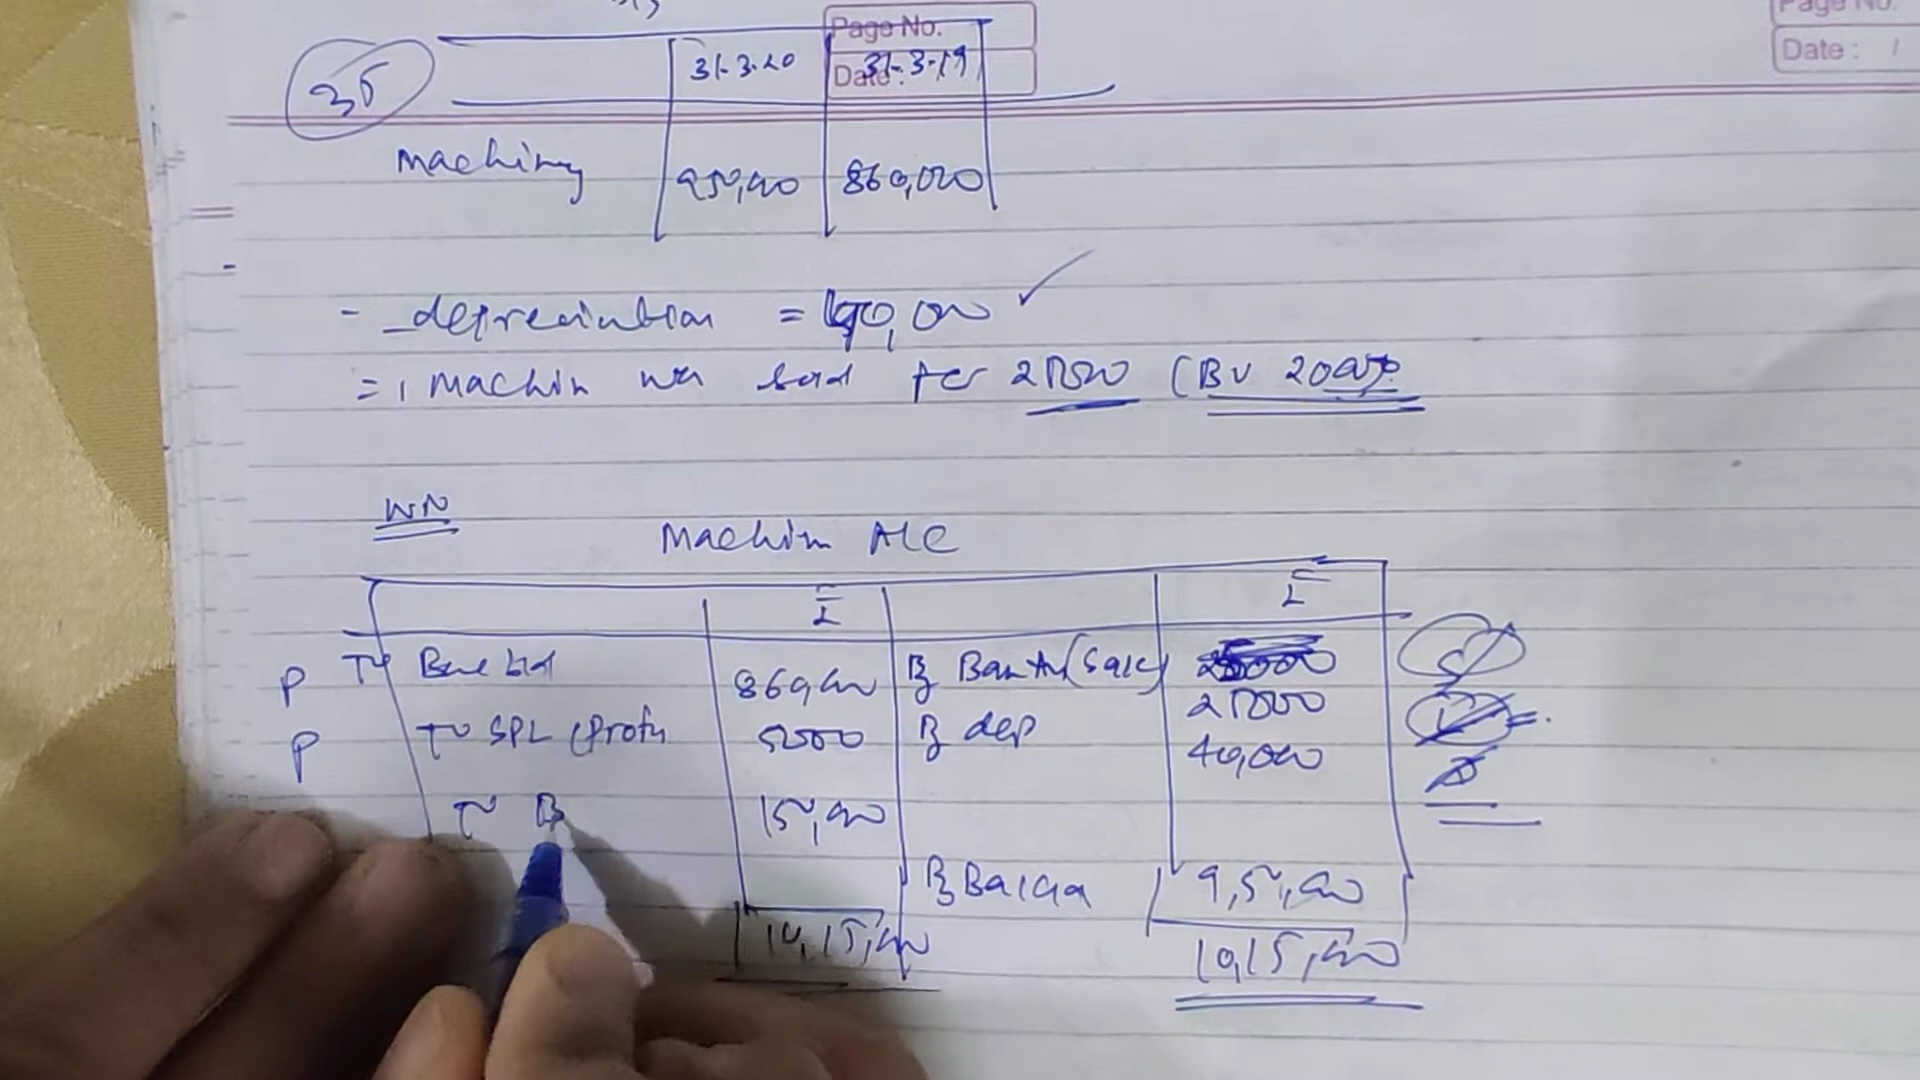 Page No.
Page No.
35 31-3-20 31-3-19
Date :
Date : /
Machinery 950,000 860,000
- depreciation = 40,000 ✓
= 1 Machin was sold for 25000 (BV 20000)
WN
Machin A/C
P To Bal b/d 860,000 By Bank (Sale)
25000
P To SPL (Profit 5000 By dep
40,000
To B 150,000
By Bal c/d 9,50,000
10,15,000 10,15,000